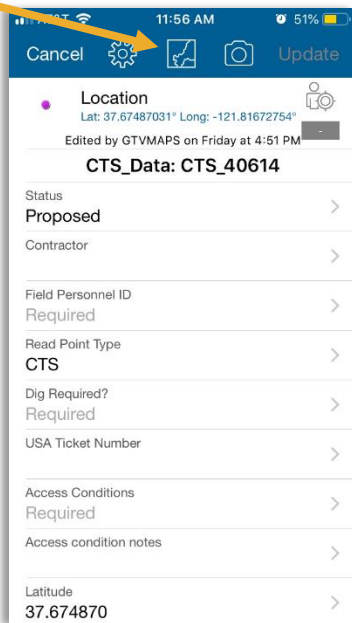 AT&T 11:56 AM 51%
Cancel Update
Location
Lat: 37.67487031° Long: -121.81672754°
Edited by GTVMAPS on Friday at 4:51 PM
-
CTS_Data: CTS_40614
Status
Proposed
Contractor
Field Personnel ID
Required
Read Point Type
CTS
Dig Required?
Required
USA Ticket Number
Access Conditions
Required
Access condition notes
Latitude
37.674870